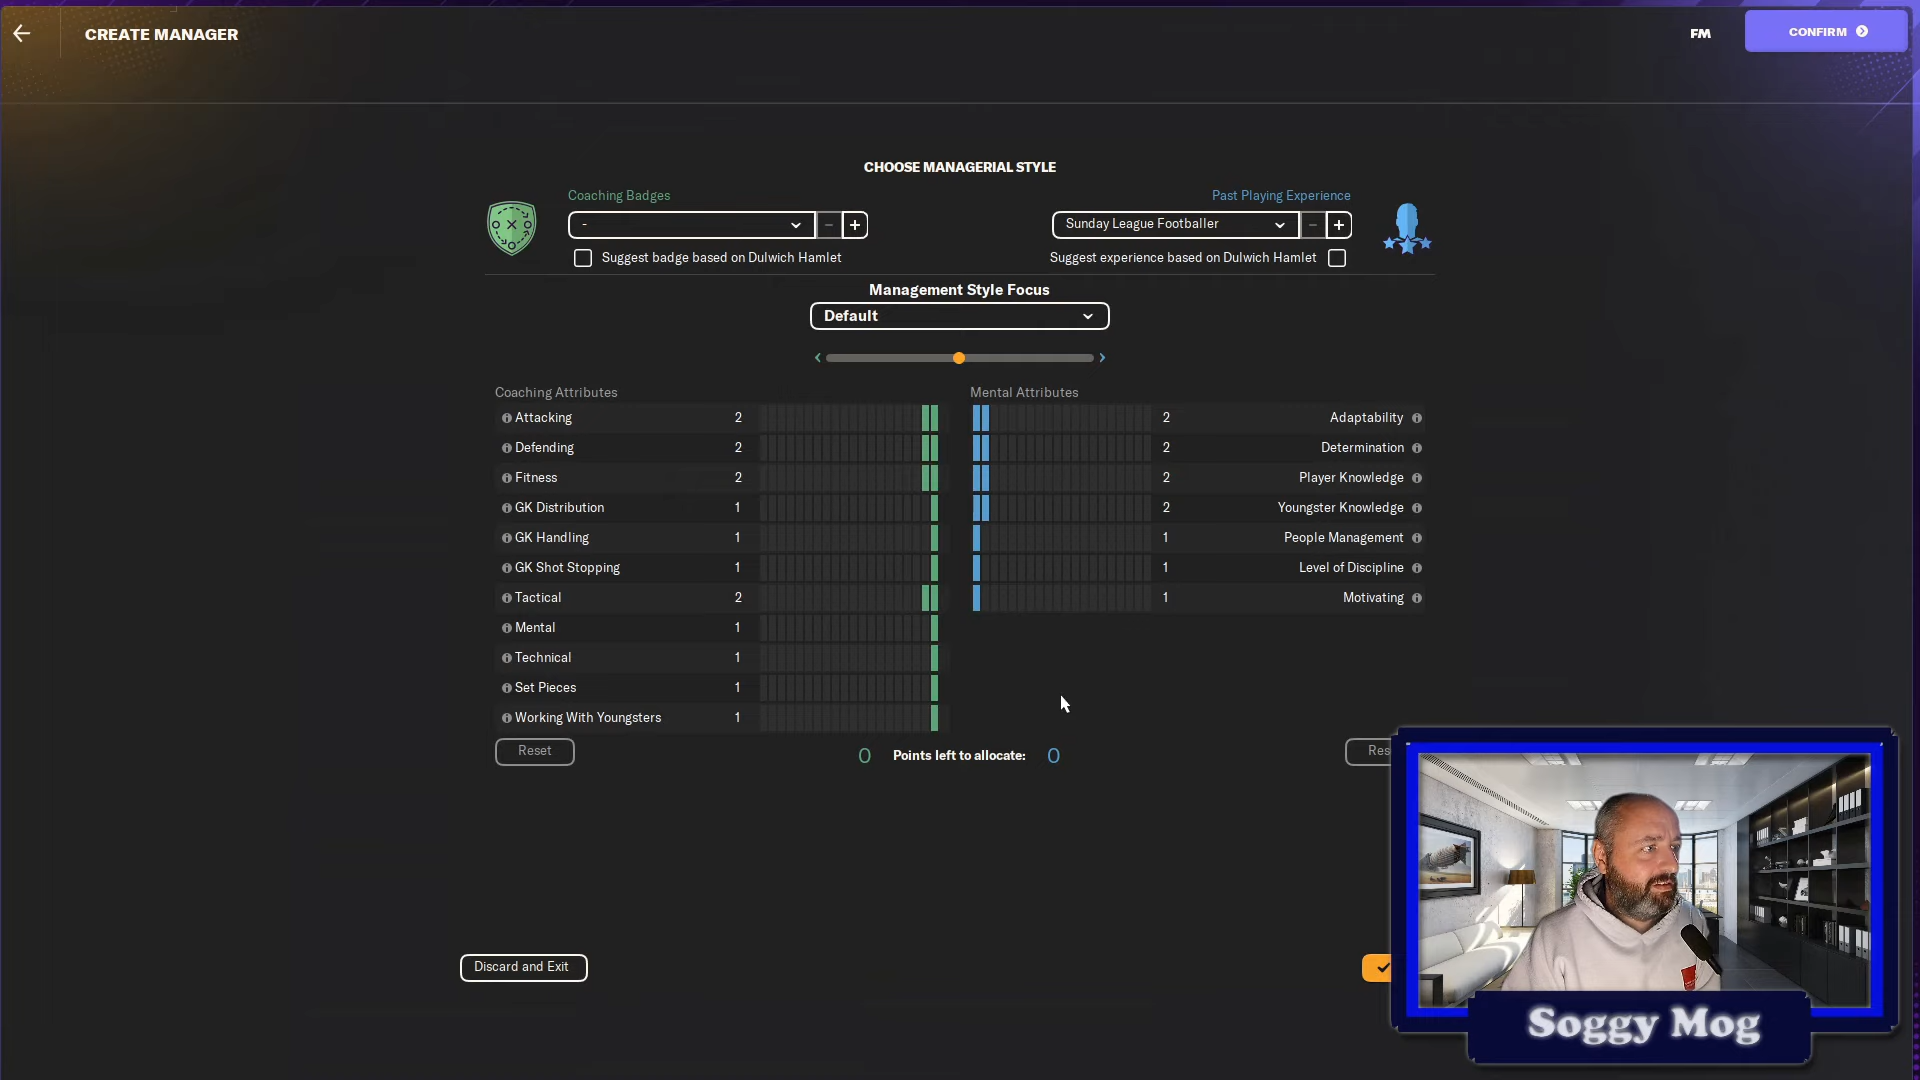 CREATE MANAGER
FM
CONFIRM
CHOOSE MANAGERIAL STYLE
Coaching Badges
Past Playing Experience
-
Sunday League Footballer
Suggest badge based on Dulwich Hamlet
Suggest experience based on Dulwich Hamlet
Management Style Focus
Default
Coaching Attributes
Mental Attributes
Attacking 2
2 Adaptability
Defending 2
2 Determination
Fitness 2
2 Player Knowledge
GK Distribution 1
2 Youngster Knowledge
GK Handling 1
1 People Management
GK Shot Stopping 1
1 Level of Discipline
Tactical 2
1 Motivating
Mental 1
Technical 1
Set Pieces 1
Working With Youngsters 1
Reset
0 Points left to allocate: 0
Res
Discard and Exit
Soggy Mog